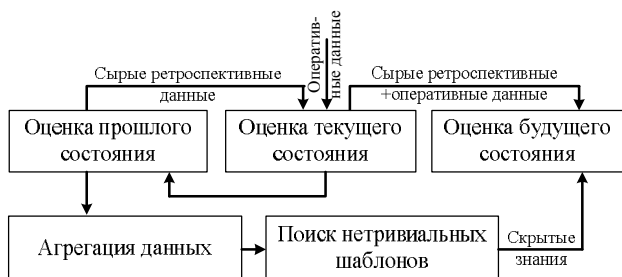 Сырые ретроспективные
данные
Оператив-
ные данные
Сырые ретроспективные
+оперативные данные
Оценка прошлого
состояния
Оценка текущего
состояния
Оценка будущего
состояния
Агрегация данных
Поиск нетривиальных
шаблонов
Скрытые
знания